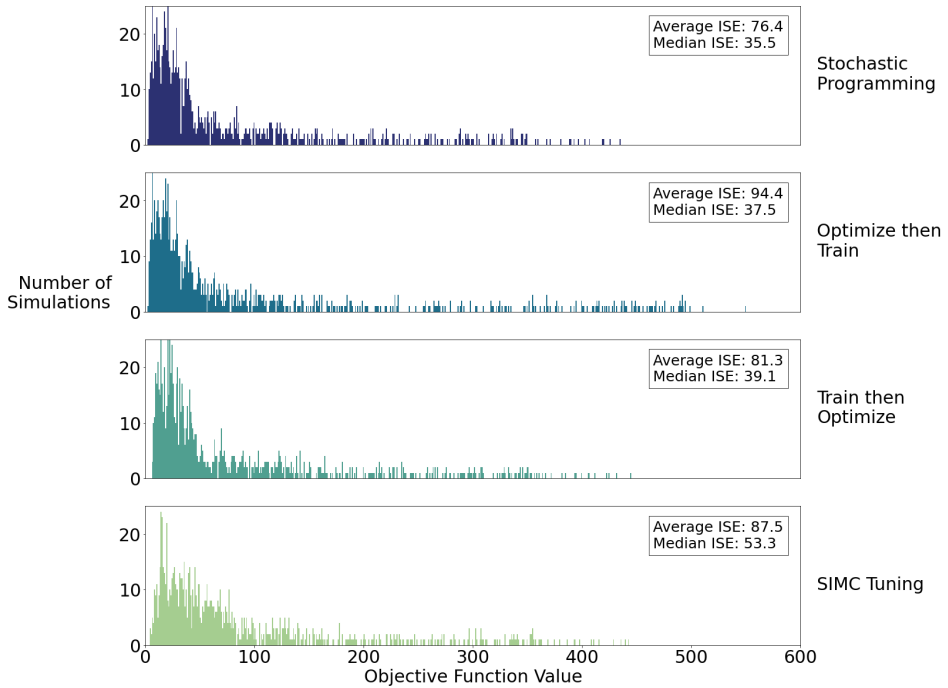 20
10
0
Average ISE: 76.4
Median ISE: 35.5
Stochastic
Programming
20
10
0
Average ISE: 94.4
Median ISE: 37.5
Optimize then
Train
Number of
Simulations
20
10
0
Average ISE: 81.3
Median ISE: 39.1
Train then
Optimize
20
10
0
Average ISE: 87.5
Median ISE: 53.3
SIMC Tuning
0 100 200 300 400 500 600
Objective Function Value